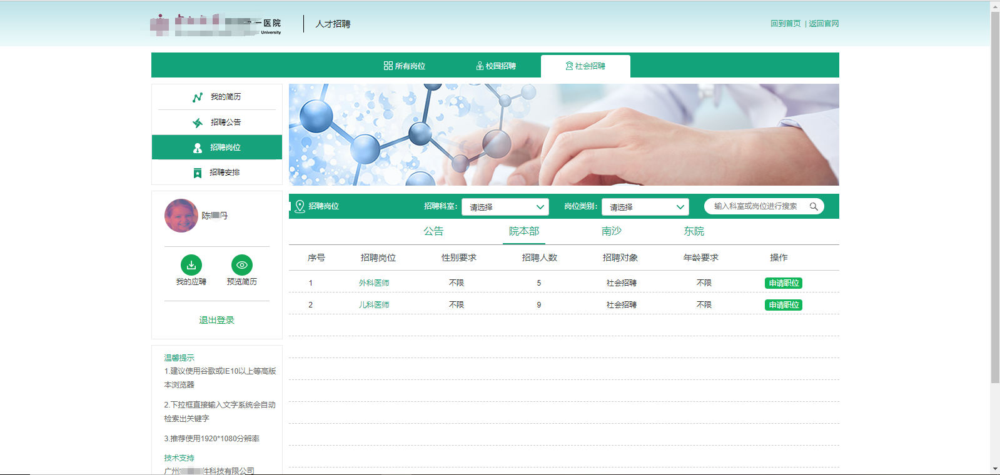 一医院
University
人才招聘
回到首页 | 返回官网
所有岗位
校园招聘
社会招聘
我的简历
招聘公告
招聘岗位
招聘安排
陈 丹
我的应聘
预览简历
退出登录
温馨提示
1.建议使用谷歌或IE10以上等高版
本浏览器
2.下拉框直接输入文字系统会自动
检索出关键字
3.推荐使用1920*1080分辨率
技术支持
广州 件科技有限公司
招聘岗位 招聘科室: 请选择 岗位类别: 请选择 输入科室或岗位进行搜索
公告 院本部 南沙 东院
序号 招聘岗位 性别要求 招聘人数 招聘对象 年龄要求 操作
1 外科医师 不限 5 社会招聘 不限 申请职位
2 儿科医师 不限 9 社会招聘 不限 申请职位